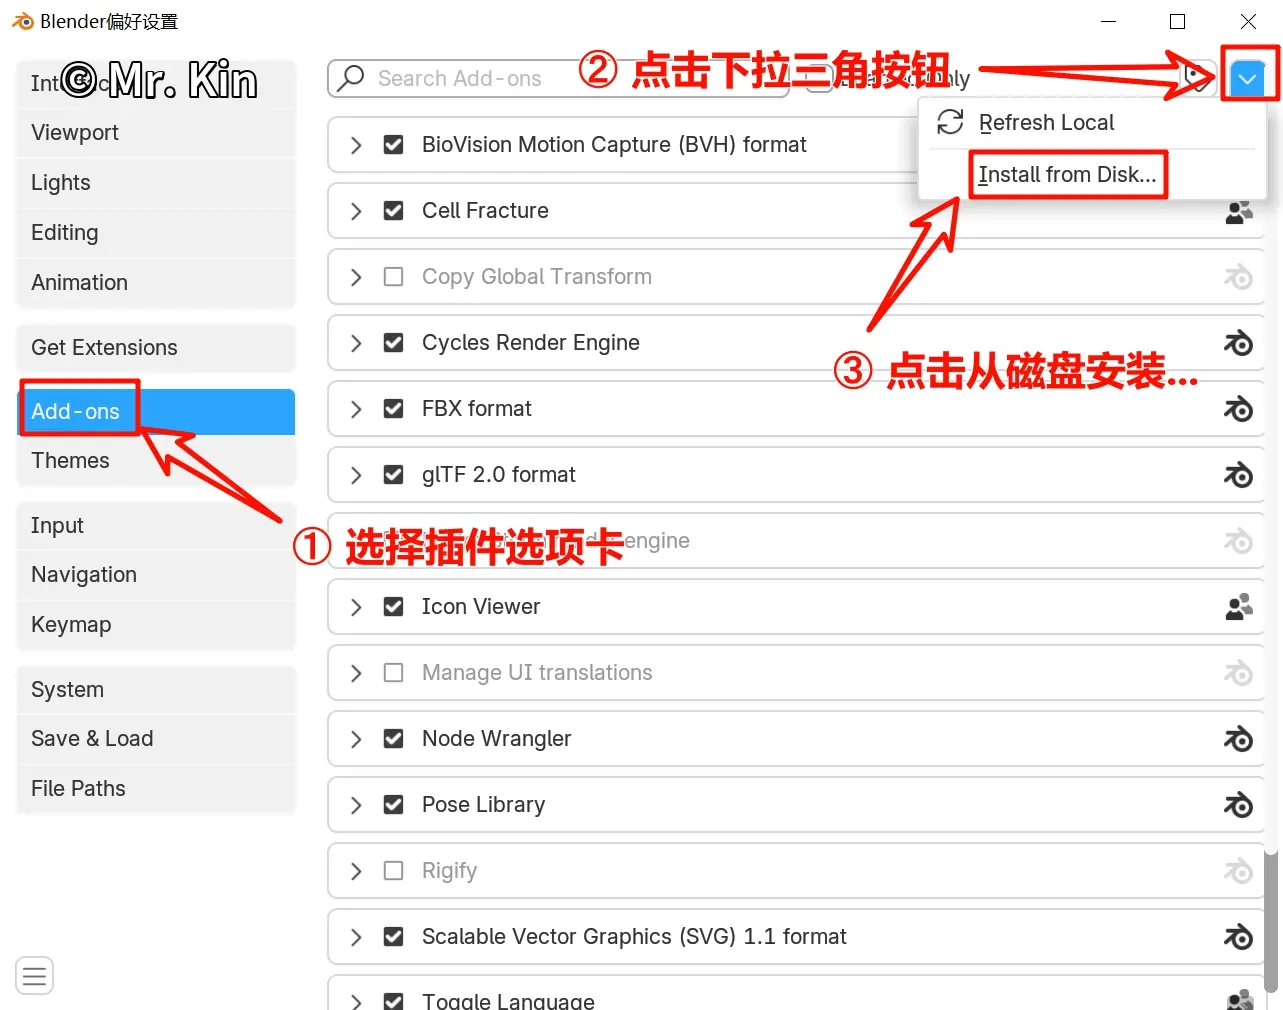 Blender偏好设置
© Mr. Kin
Viewport
Lights
Editing
Animation
Get Extensions
Add-ons
Themes
Input
Navigation
Keymap
System
Save & Load
File Paths
Search Add-ons
② 点击下拉三角按钮
Refresh Local
Install from Disk...
③ 点击从磁盘安装...
① 选择插件选项卡
BioVision Motion Capture (BVH) format
Cell Fracture
Copy Global Transform
Cycles Render Engine
FBX format
glTF 2.0 format
engine
Icon Viewer
Manage UI translations
Node Wrangler
Pose Library
Rigify
Scalable Vector Graphics (SVG) 1.1 format
Toggle Language